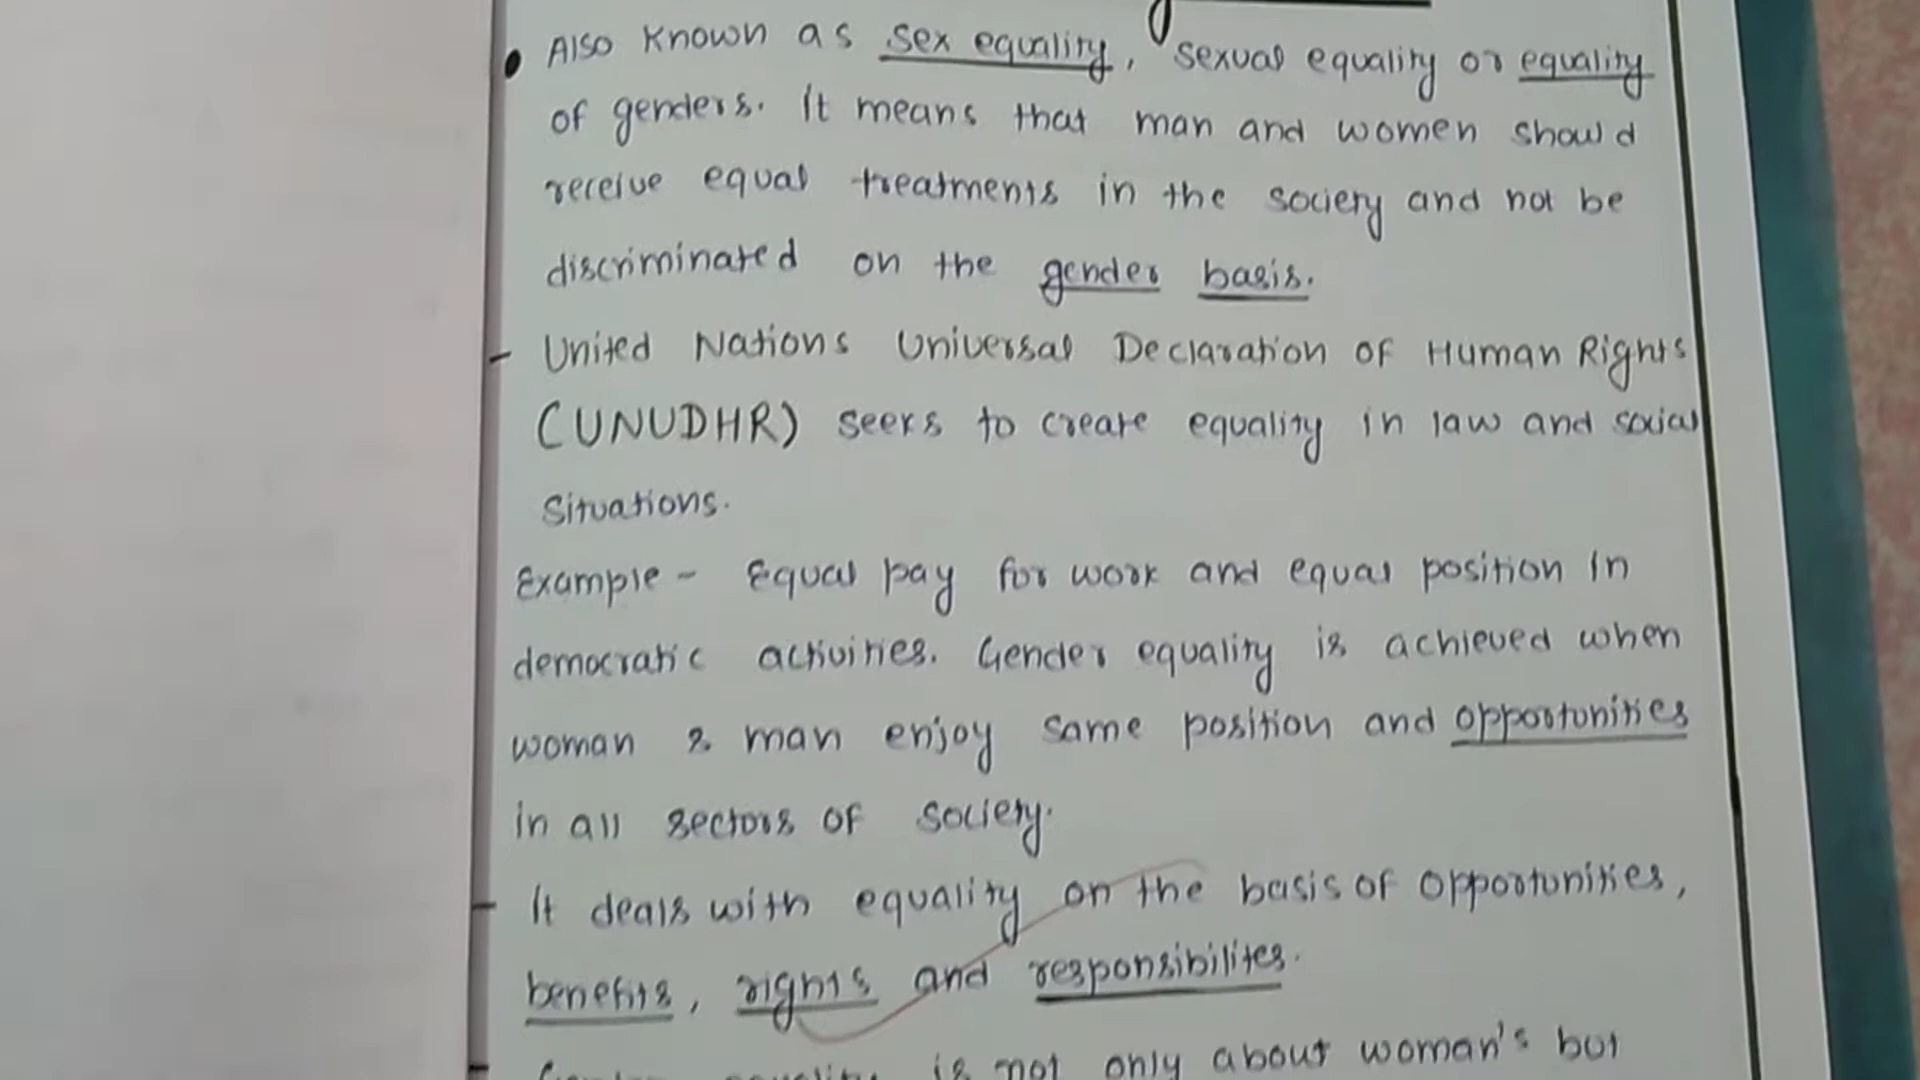 • Also known as sex equality, sexual equality or equality
of genders. It means that man and women should
receive equal treatments in the society and not be
discriminated on the gender basis.
- United Nations Universal Declaration of Human Rights
(UNUDHR) seeks to create equality in law and social
situations.
Example - Equal pay for work and equal position in
democratic activities. Gender equality is achieved when
woman & man enjoy same position and opportunities
in all sectors of society.
- It deals with equality on the basis of opportunities,
benefits, rights and responsibilites.
- Gender equality is not only about woman's but